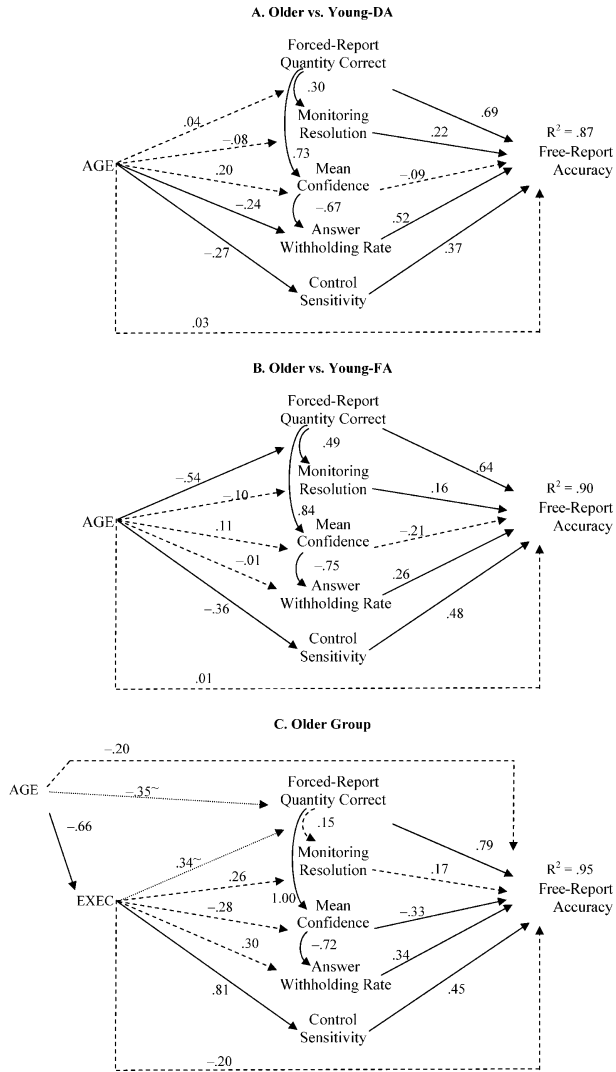 A. Older vs. Young-DA
Forced-Report
Quantity Correct
.30
.69
.04
Monitoring
Resolution
.22
R² = .87
Free-Report
Accuracy
–.08
.73
AGE
.20
Mean
Confidence
–.09
–.24
–.67
Answer
Withholding Rate
.52
–.27
Control
Sensitivity
.37
.03
B. Older vs. Young-FA
Forced-Report
Quantity Correct
.49
.64
–.54
Monitoring
Resolution
.16
R² = .90
Free-Report
Accuracy
–.10
.84
AGE
.11
Mean
Confidence
–.21
–.01
–.75
Answer
Withholding Rate
.26
–.36
Control
Sensitivity
.48
.01
C. Older Group
–.20
AGE
–.35~
Forced-Report
Quantity Correct
.15
.79
–.66
.34~
Monitoring
Resolution
.17
R² = .95
Free-Report
Accuracy
.26
1.00
EXEC
–.28
Mean
Confidence
–.33
.30
–.72
Answer
Withholding Rate
.34
.81
Control
Sensitivity
.45
–.20